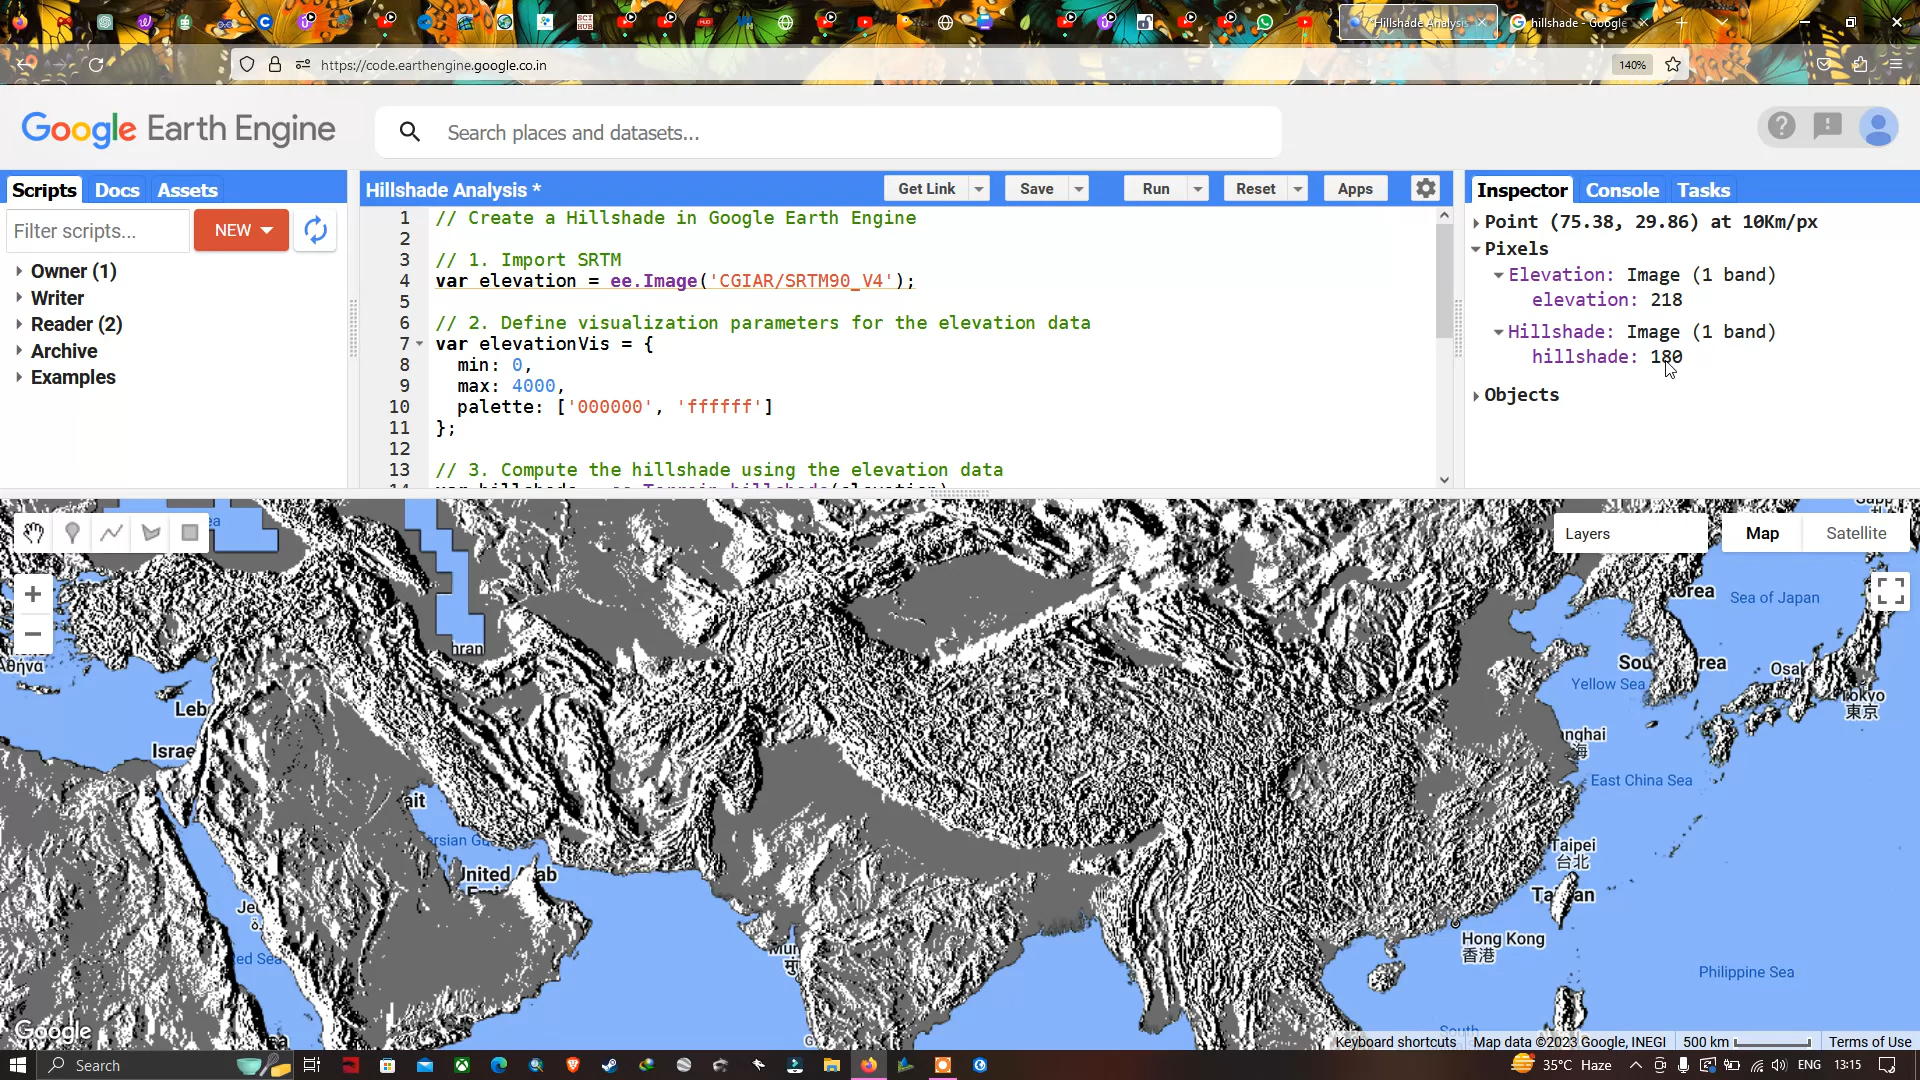 Hillshade Analysis
hillshade - Google
https://code.earthengine.google.co.in
140%
Google Earth Engine
Search places and datasets...
Scripts
Docs
Assets
Filter scripts...
NEW
Owner (1)
Writer
Reader (2)
Archive
Examples
Hillshade Analysis *
Get Link
Save
Run
Reset
Apps
1 // Create a Hillshade in Google Earth Engine
2
3 // 1. Import SRTM
4 var elevation = ee.Image('CGIAR/SRTM90_V4');
5
6 // 2. Define visualization parameters for the elevation data
7 var elevationVis = {
8 min: 0,
9 max: 4000,
10 palette: ['000000', 'ffffff']
11 };
12
13 // 3. Compute the hillshade using the elevation data
Inspector
Console
Tasks
Point (75.38, 29.86) at 10Km/px
Pixels
Elevation: Image (1 band)
elevation: 218
Hillshade: Image (1 band)
hillshade: 180
Objects
Layers
Map
Satellite
Sea of Japan
Yellow Sea
Osak
Tokyo
東京
Leb
Israe
East China Sea
Taipei
台北
Hong Kong
香港
Philippine Sea
South
Google
Keyboard shortcuts
Map data ©2023 Google, INEGI
500 km
Terms of Use
Search
35°C Haze
ENG
13:15